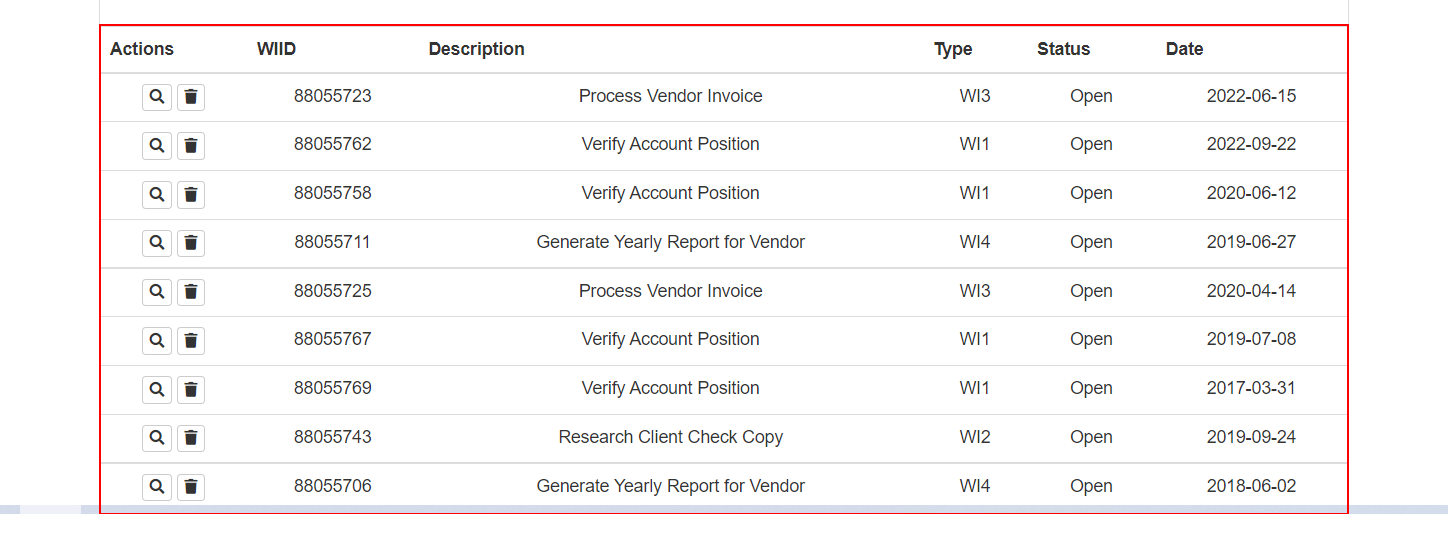 Actions WIID Description Type Status Date
88055723 Process Vendor Invoice WI3 Open 2022-06-15
88055762 Verify Account Position WI1 Open 2022-09-22
88055758 Verify Account Position WI1 Open 2020-06-12
88055711 Generate Yearly Report for Vendor WI4 Open 2019-06-27
88055725 Process Vendor Invoice WI3 Open 2020-04-14
88055767 Verify Account Position WI1 Open 2019-07-08
88055769 Verify Account Position WI1 Open 2017-03-31
88055743 Research Client Check Copy WI2 Open 2019-09-24
88055706 Generate Yearly Report for Vendor WI4 Open 2018-06-02